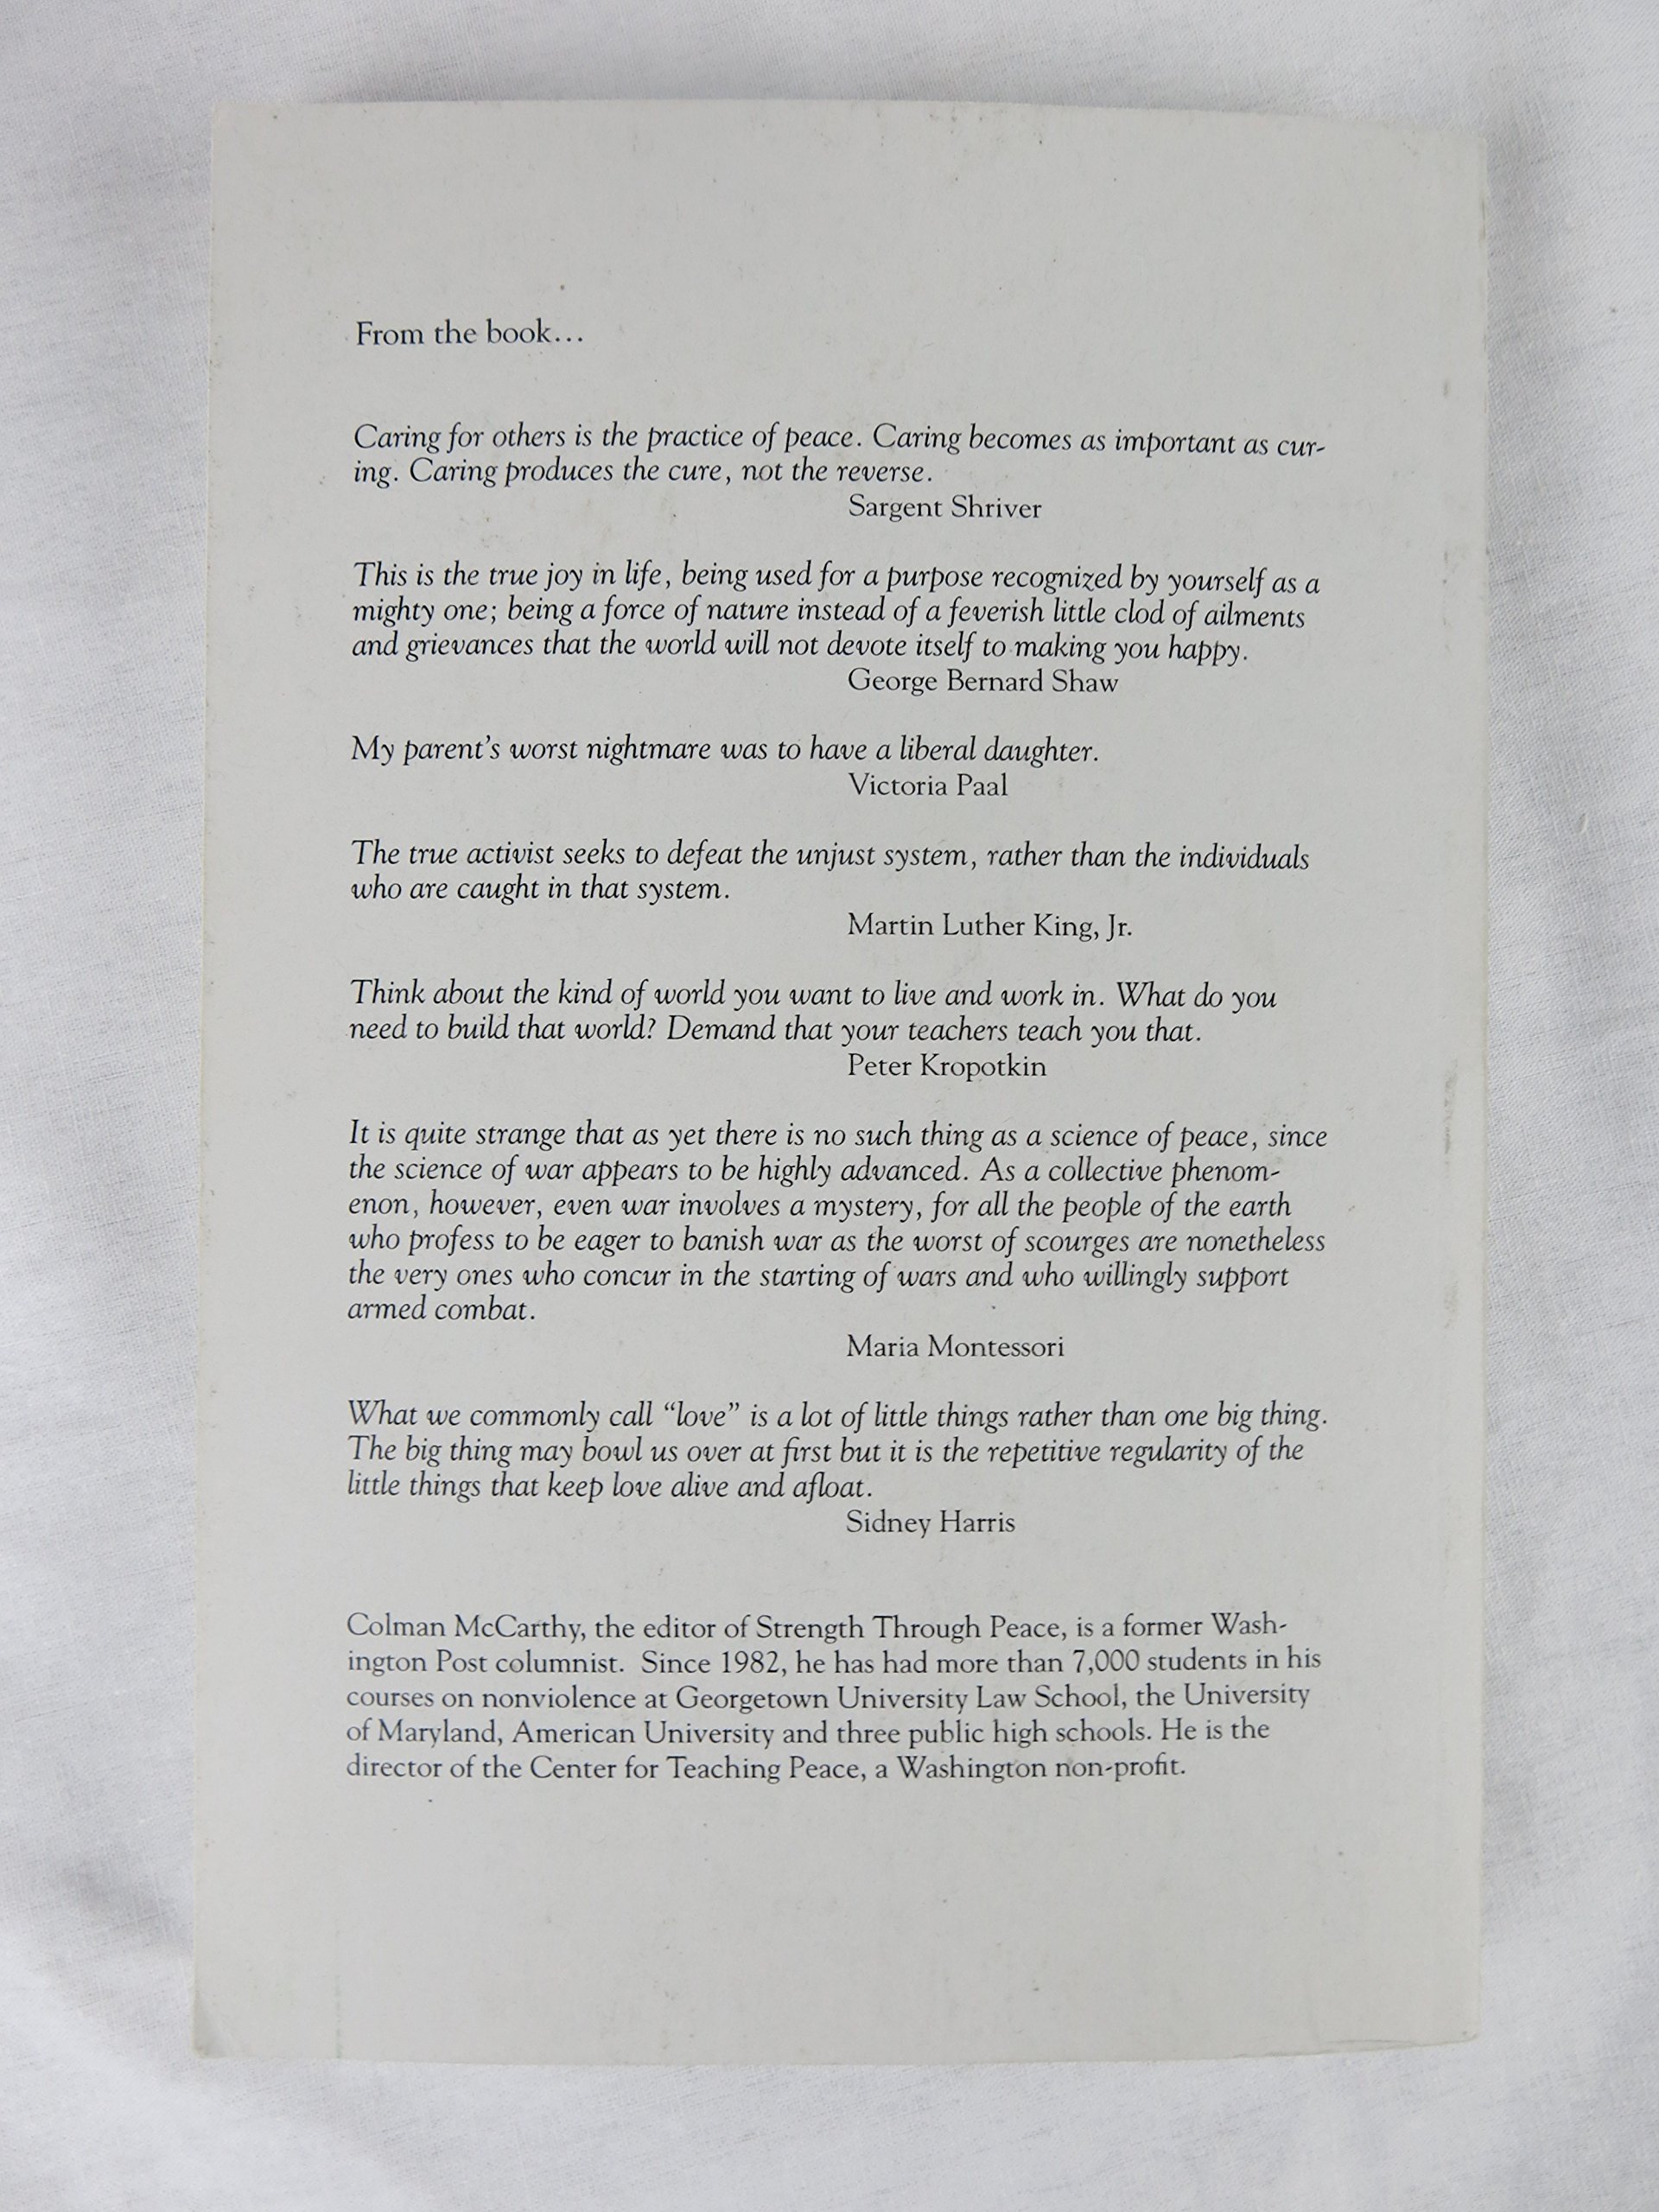 From the book...
Caring for others is the practice of peace. Caring becomes as important as cur-
ing. Caring produces the cure, not the reverse.
Sargent Shriver
This is the true joy in life, being used for a purpose recognized by yourself as a
mighty one; being a force of nature instead of a feverish little clod of ailments
and grievances that the world will not devote itself to making you happy.
George Bernard Shaw
My parent's worst nightmare was to have a liberal daughter.
Victoria Paal
The true activist seeks to defeat the unjust system, rather than the individuals
who are caught in that system.
Martin Luther King, Jr.
Think about the kind of world you want to live and work in. What do you
need to build that world? Demand that your teachers teach you that.
Peter Kropotkin
It is quite strange that as yet there is no such thing as a science of peace, since
the science of war appears to be highly advanced. As a collective phenom-
enon, however, even war involves a mystery, for all the people of the earth
who profess to be eager to banish war as the worst of scourges are nonetheless
the very ones who concur in the starting of wars and who willingly support
armed combat.
Maria Montessori
What we commonly call “love” is a lot of little things rather than one big thing.
The big thing may bowl us over at first but it is the repetitive regularity of the
little things that keep love alive and afloat.
Sidney Harris
Colman McCarthy, the editor of Strength Through Peace, is a former Wash-
ington Post columnist. Since 1982, he has had more than 7,000 students in his
courses on nonviolence at Georgetown University Law School, the University
of Maryland, American University and three public high schools. He is the
director of the Center for Teaching Peace, a Washington non-profit.